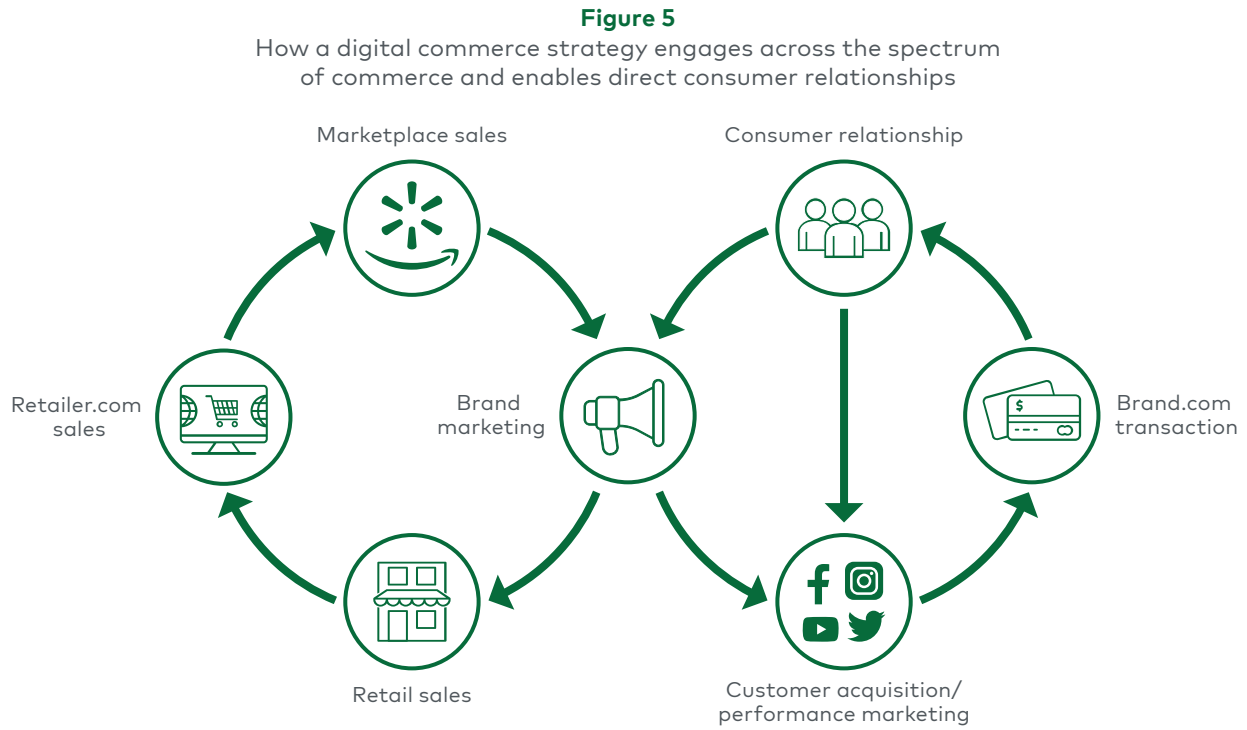 Figure 5
How a digital commerce strategy engages across the spectrum
of commerce and enables direct consumer relationships
Marketplace sales
Consumer relationship
Retailer.com
sales
Brand
marketing
$
Brand.com
transaction
Retail sales
Customer acquisition/
performance marketing